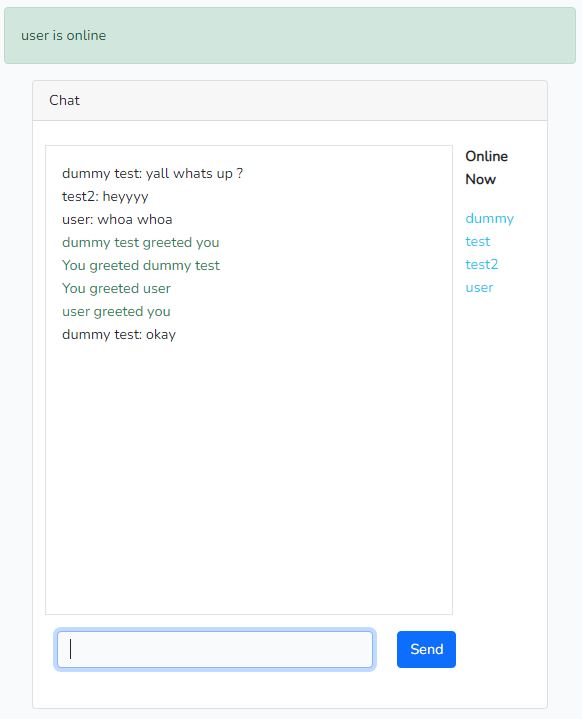 user is online
Chat
dummy test: yall whats up ?
test2: heyyyy
user: whoa whoa
dummy test greeted you
You greeted dummy test
You greeted user
user greeted you
dummy test: okay
Online
Now
dummy
test
test2
user
Send